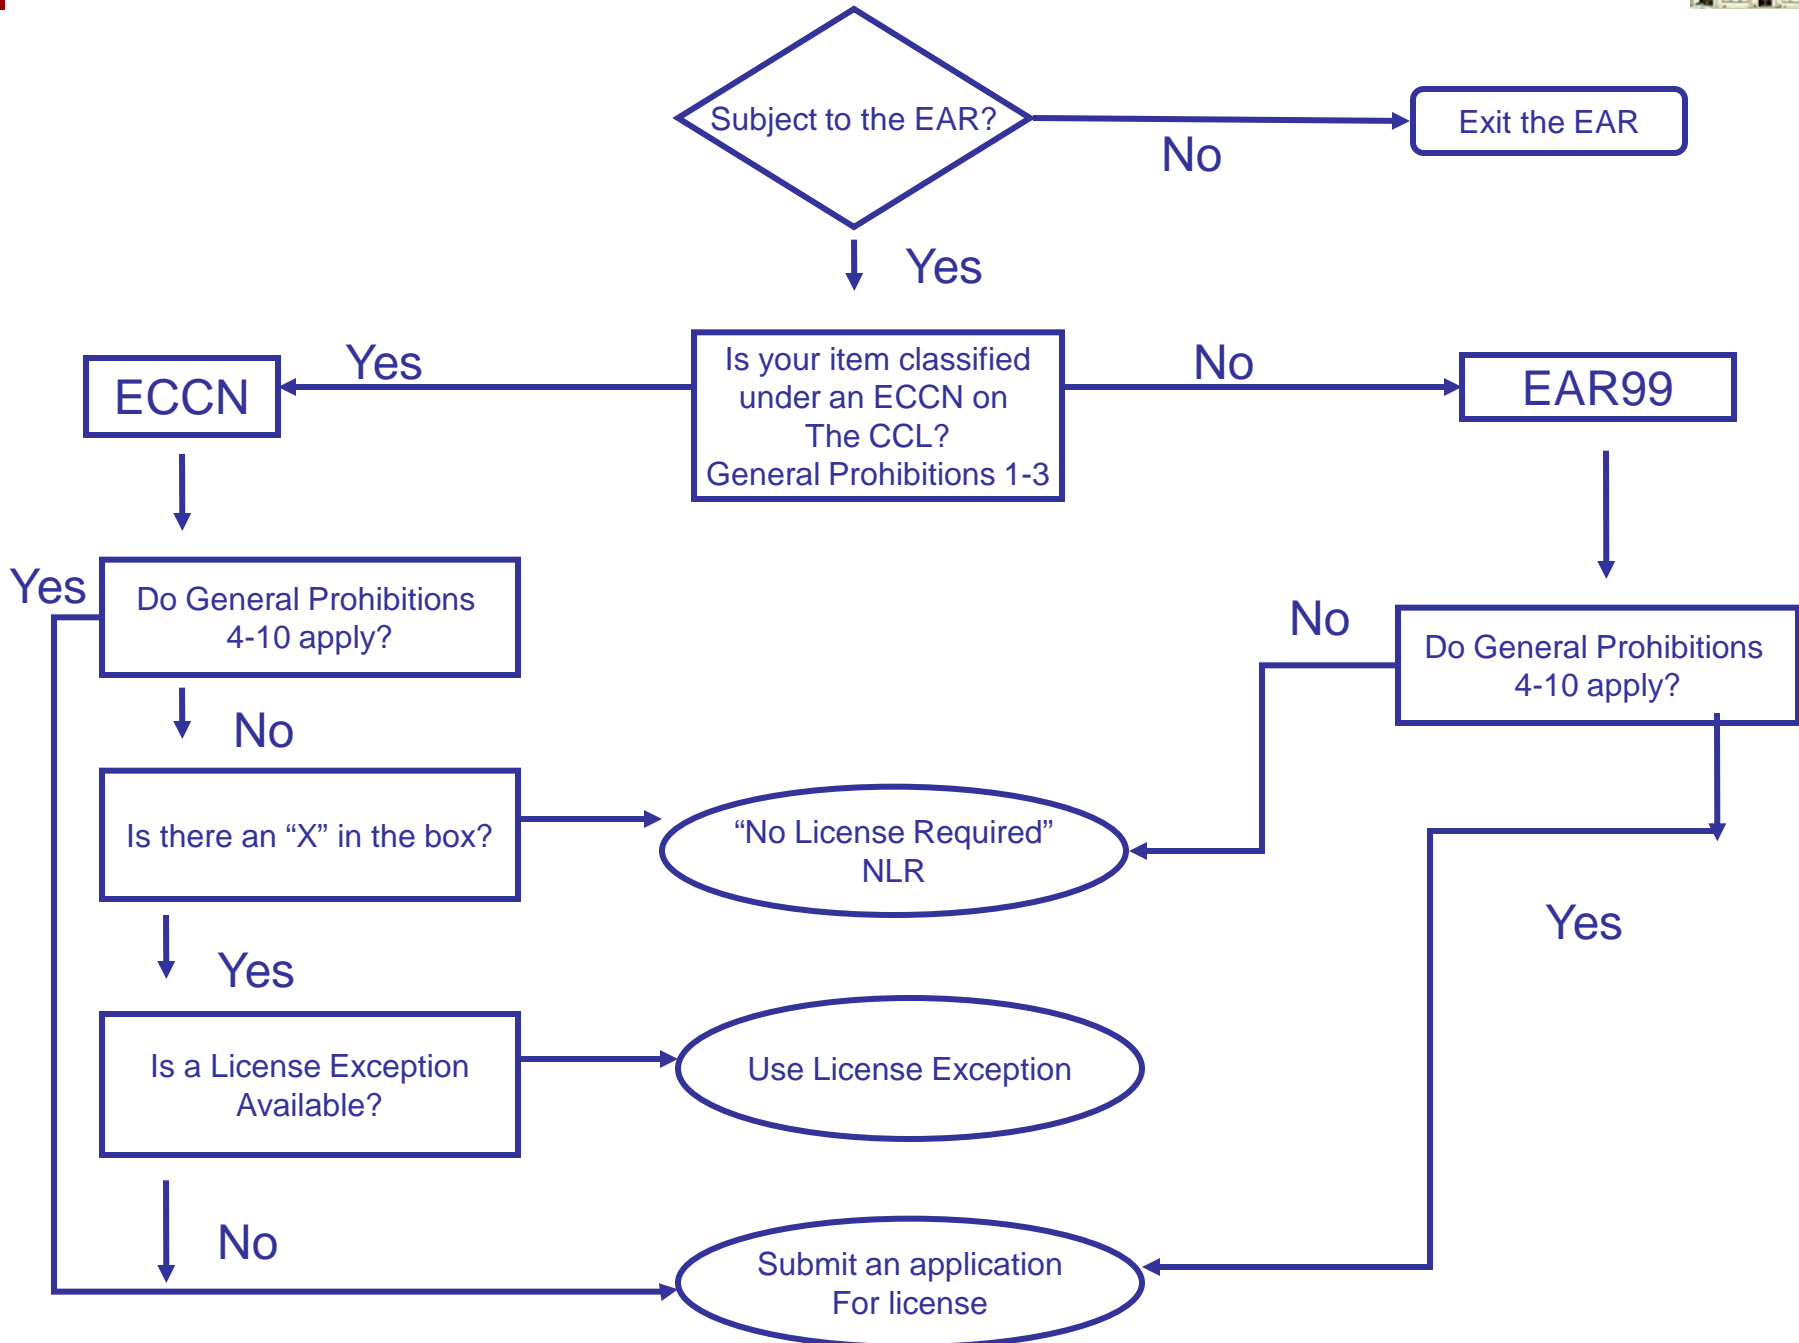 Subject to the EAR?
Exit the EAR
No
Yes
Yes
Is your item classified
under an ECCN on
The CCL?
General Prohibitions 1-3
No
ECCN
EAR99
Yes
Do General Prohibitions
4-10 apply?
No
Do General Prohibitions
4-10 apply?
No
Is there an “X” in the box?
“No License Required”
NLR
Yes
Yes
Is a License Exception
Available?
Use License Exception
No
Submit an application
For license